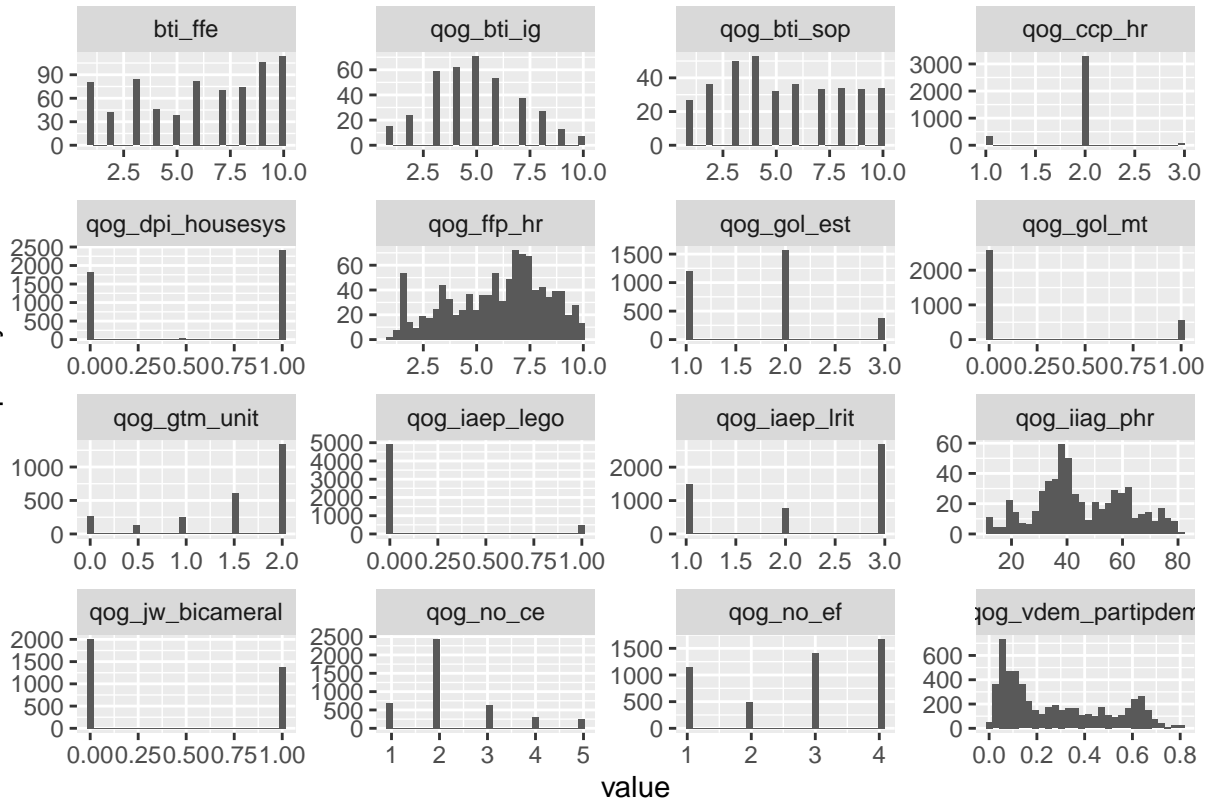 bti_ffe qog_bti_ig qog_bti_sop qog_ccp_hr
90 60 40 3000
60 40 20 2000
30 20 0 1000
0 0 0
2.5 5.0 7.5 10.0 2.5 5.0 7.5 10.0 2.5 5.0 7.5 10.0 1.0 1.5 2.0 2.5 3.0
qog_dpi_housesys qog_ffp_hr qog_gol_est qog_gol_mt
2500 60 1500 2000
2000 40 1000 1000
1500 20 500 0
1000 0 0
500
0
0.000.250.500.751.00 2.5 5.0 7.5 10.0 1.0 1.5 2.0 2.5 3.0 0.000.250.500.751.00
qog_gtm_unit qog_iaep_lego qog_iaep_lrit qog_iiag_phr
1000 5000 2000 60
500 4000 1000 40
0 3000 0 20
2000 0
1000
0
0.0 0.5 1.0 1.5 2.0 0.000.250.500.751.00 1.0 1.5 2.0 2.5 3.0 20 40 60 80
qog_jw_bicameral qog_no_ce qog_no_ef qog_vdem_partipdem
2000 2500 1500 600
1500 2000 1000 400
1000 1500 500 200
500 1000 0 0
0 500
0
0.000.250.500.751.00 1 2 3 4 5 1 2 3 4 0.0 0.2 0.4 0.6 0.8
value